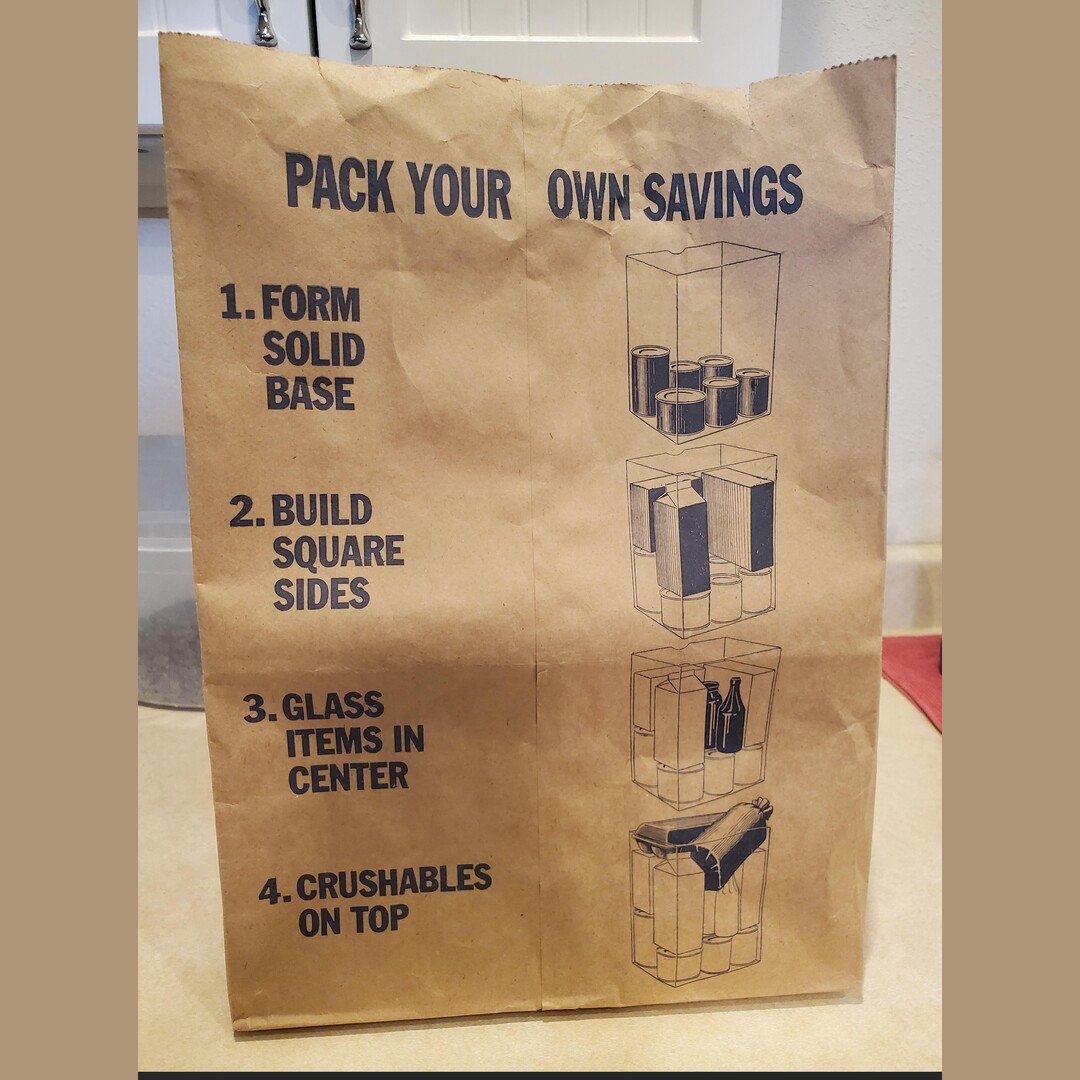 PACK YOUR OWN SAVINGS
1. FORM
SOLID
BASE
2. BUILD
SQUARE
SIDES
3. GLASS
ITEMS IN
CENTER
4. CRUSHABLES
ON TOP